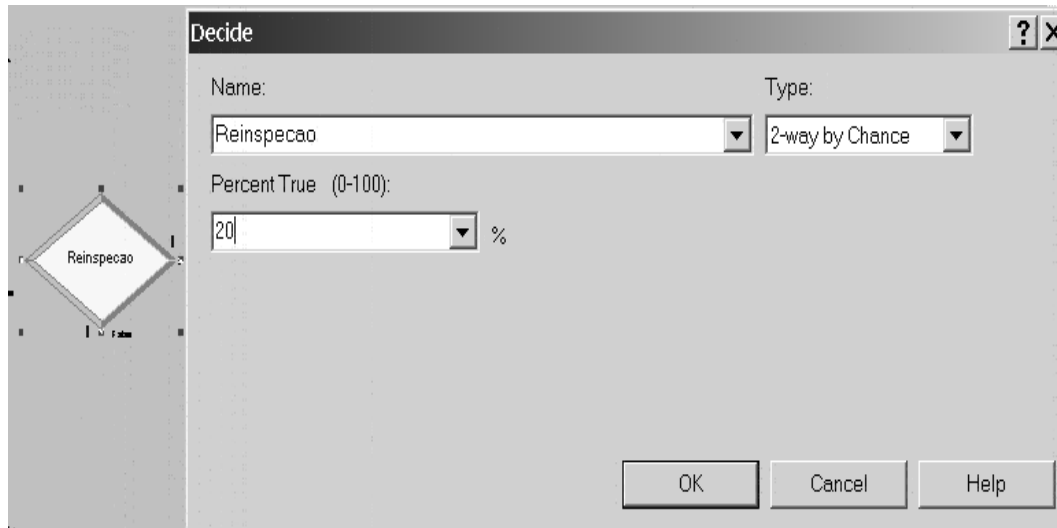 Decide
Name:
Type:
Reinspecao
2-way by Chance
Percent True (0-100):
20
%
Reinspecao
OK
Cancel
Help